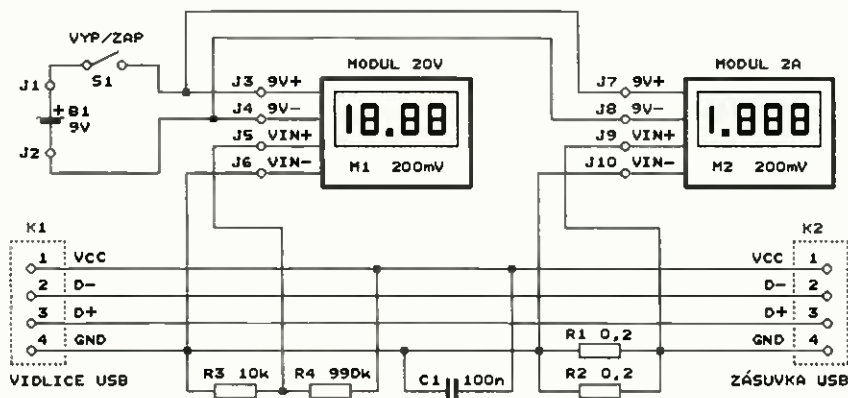 VYP/ZAP
S1
J1
+ B1
9V
J2
MODUL 20V
J3 9V+
J4 9V-
J5 VIN+
J6 VIN-
18.88
M1 200mV
MODUL 2A
J7 9V+
J8 9V-
J9 VIN+
J10 VIN-
1.888
M2 200mV
K1
1 VCC
2 D-
3 D+
4 GND
VIDLICE USB
K2
VCC 1
D- 2
D+ 3
GND 4
ZÁSUVKA USB
R3 10k
R4 990k
C1 100n
R1 0,2
R2 0,2